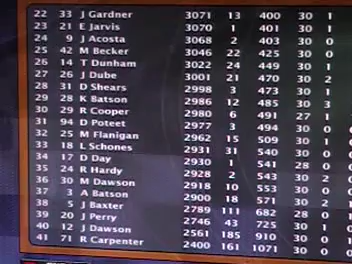 22 33 J Gardner 3071 13 400 30 1
23 21 E Jarvis 3070 1 401 30 1
24 9 J Acosta 3068 2 403 30 0
25 42 M Becker 3046 22 425 30 0
26 14 T Dunham 3022 24 449 30 1
27 26 J Dube 3001 21 470 30 2
28 31 D Shears 2998 3 473 30 1
29 28 K Batson 2986 12 485 30 3
30 29 R Cooper 2980 6 491 27 1
31 94 D Poteet 2977 3 494 30 0
32 25 M Flanigan 2962 15 509 30 1
33 18 L Schones 2931 31 540 30 0
34 17 D Day 2930 1 541 28 0
35 24 R Hardy 2928 2 543 30 2
36 30 M Dawson 2918 10 553 30 0
37 3 A Batson 2900 18 571 30 2
38 5 J Baxter 2789 111 682 28 0
39 20 J Perry 2746 43 725 30 1
40 12 J Dawson 2561 185 910 30 0
41 71 R Carpenter 2400 161 1071 30 0